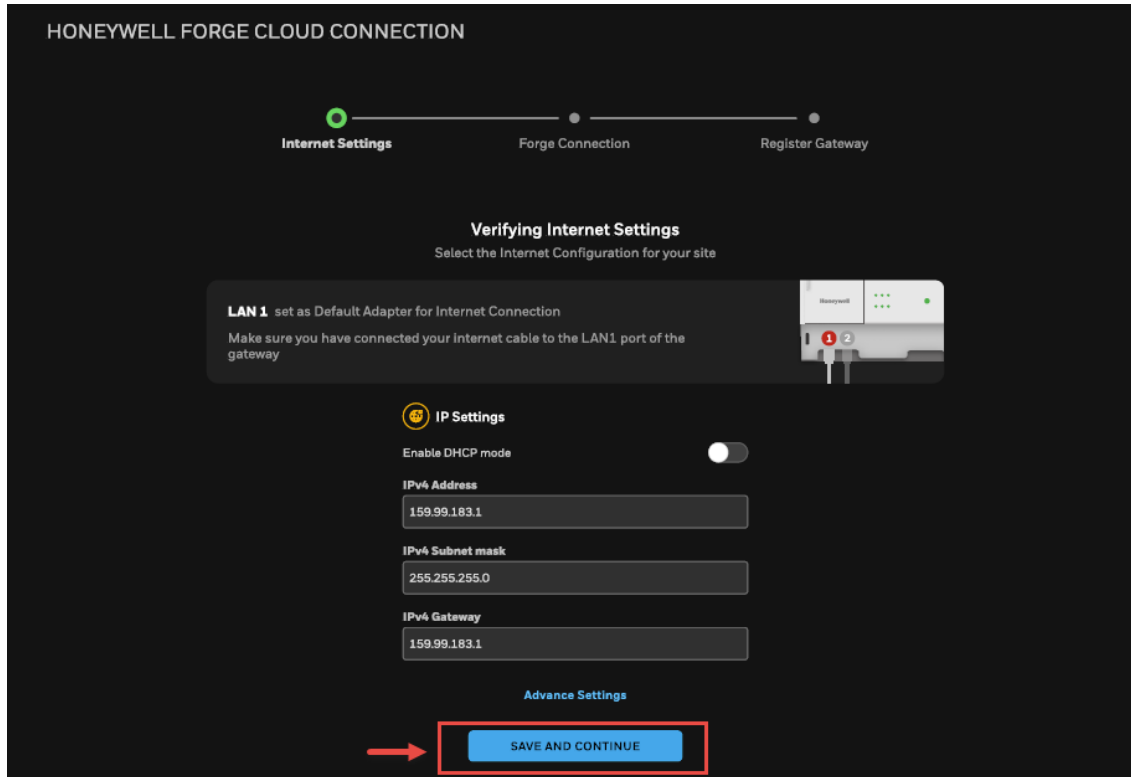 HONEYWELL FORGE CLOUD CONNECTION
Internet Settings
Forge Connection
Register Gateway
Verifying Internet Settings
Select the Internet Configuration for your site
LAN 1 set as Default Adapter for Internet Connection
Make sure you have connected your internet cable to the LAN1 port of the
gateway
Honeywell
1 2
IP Settings
Enable DHCP mode
IPv4 Address
159.99.183.1
IPv4 Subnet mask
255.255.255.0
IPv4 Gateway
159.99.183.1
Advance Settings
SAVE AND CONTINUE